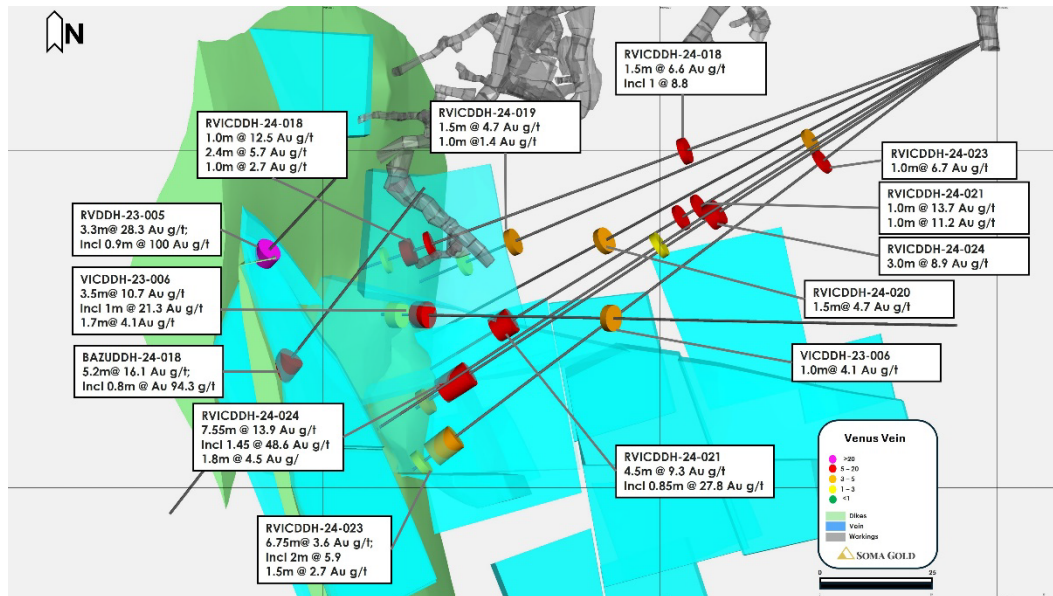 N
RVICDDH-24-018
1.5m @ 6.6 Au g/t
Incl 1 @ 8.8
RVICDDH-24-019
1.5m @ 4.7 Au g/t
1.0m @ 1.4 Au g/t
RVICDDH-24-018
1.0m @ 12.5 Au g/t
2.4m @ 5.7 Au g/t
1.0m @ 2.7 Au g/t
RVICDDH-24-023
1.0m @ 6.7 Au g/t
RVICDDH-24-021
1.0m @ 13.7 Au g/t
1.0m @ 11.2 Au g/t
RVDD-23-005
3.3m@ 28.3 Au g/t;
Incl 0.9m @ 100 Au g/t
RVICDDH-24-024
3.0m @ 8.9 Au g/t
VICDDH-23-006
3.5m @ 10.7 Au g/t
Incl 1m @ 21.3 Au g/t
1.7m@ 4.1Au g/t
RVICDDH-24-020
1.5m@ 4.7 Au g/t
BAZUDDH-24-018
5.2m@ 16.1 Au g/t;
Incl 0.8m @ Au 94.3 g/t
VICDDH-23-006
1.0m@ 4.1 Au g/t
RVICDDH-24-024
7.55m @ 13.9 Au g/t
Incl 1.45 @ 48.6 Au g/t
1.8m @ 4.5 Au g/
RVICDDH-24-021
4.5m @ 9.3 Au g/t
Incl 0.85m @ 27.8 Au g/t
RVICDDH-24-023
6.75m@ 3.6 Au g/t;
Incl 2m @ 5.9
1.5m @ 2.7 Au g/t
Venus Vein
>20
5 – 20
3 – 5
1 – 3
<1
Dikes
Vein
Workings
SOMA GOLD
0 25